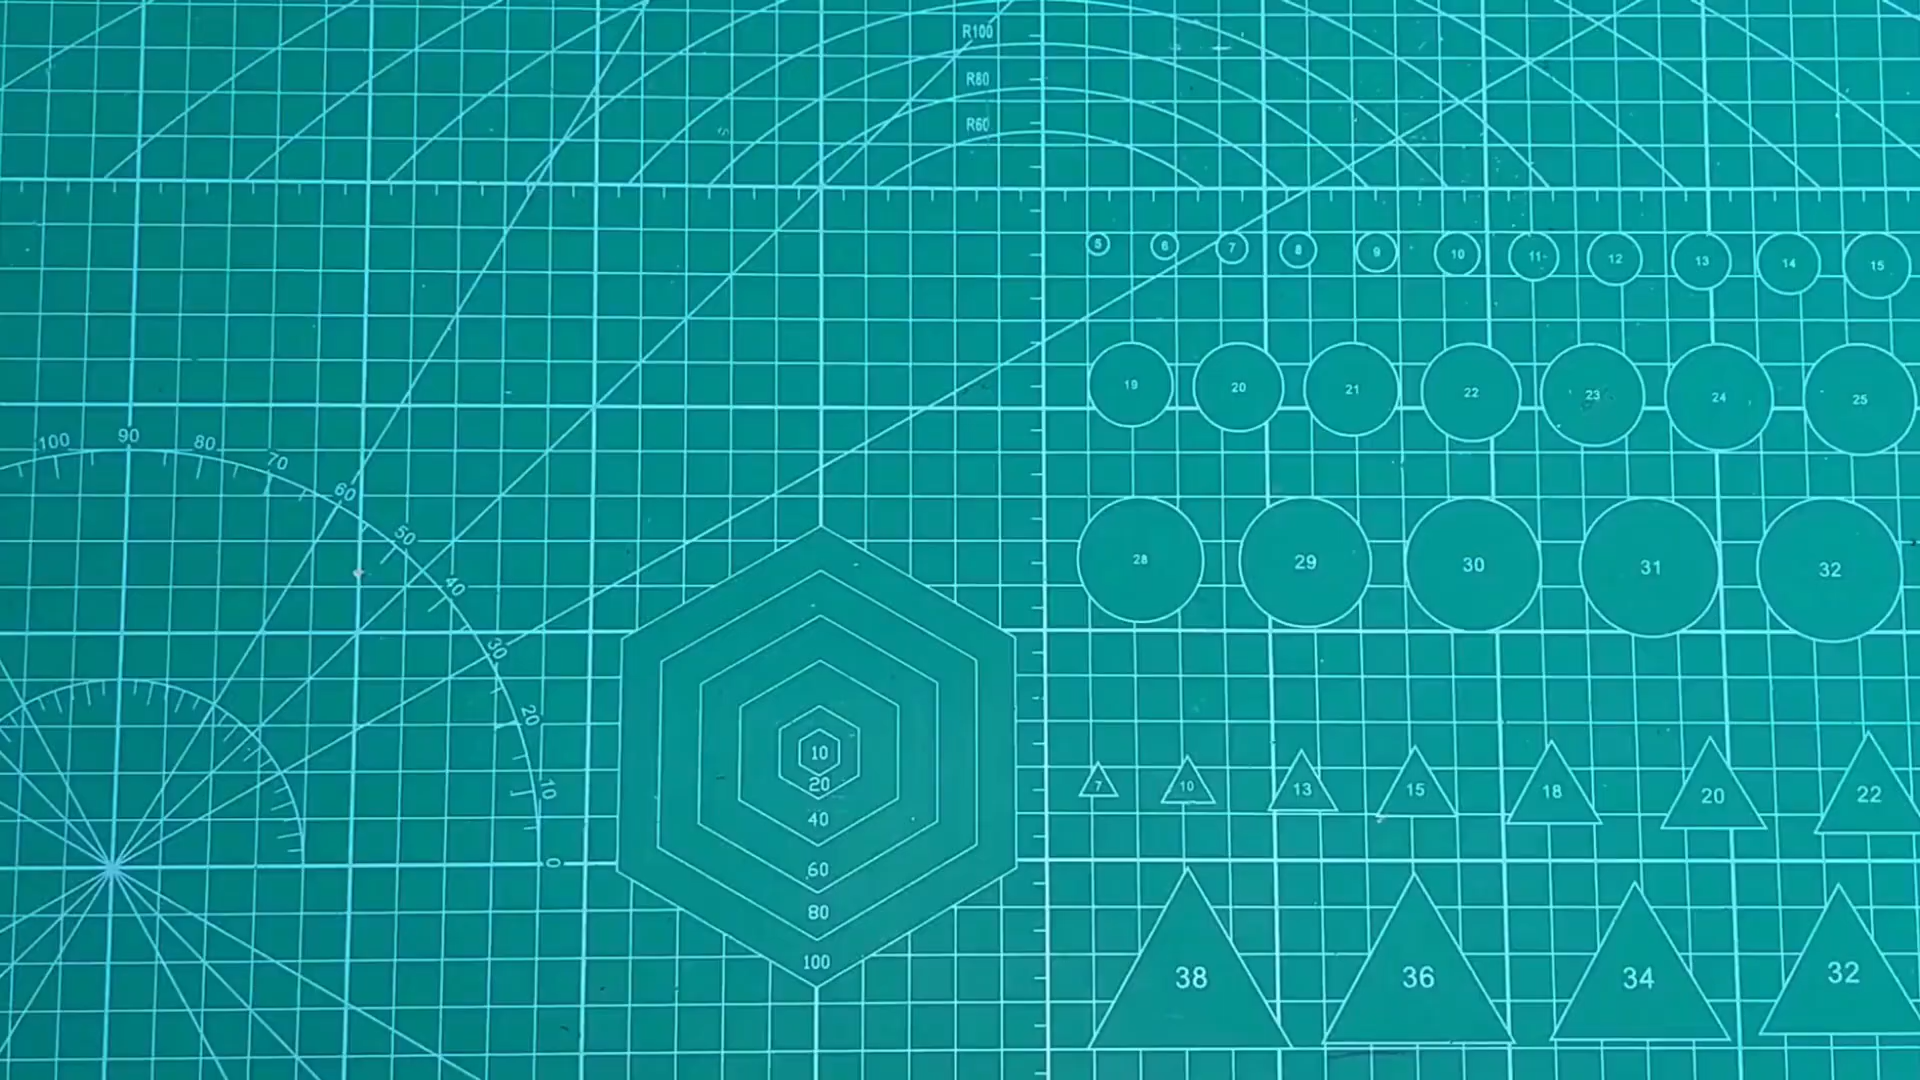 R100
R80
R60
5 6 7 8 9 10 11 12 13 14 15
19 20 21 22 23 24 25
100 90 80 70 60 50 40 30 20 10 0
28 29 30 31 32
10
20
40
60
80
100
7 10 13 15 18 20 22
38 36 34 32